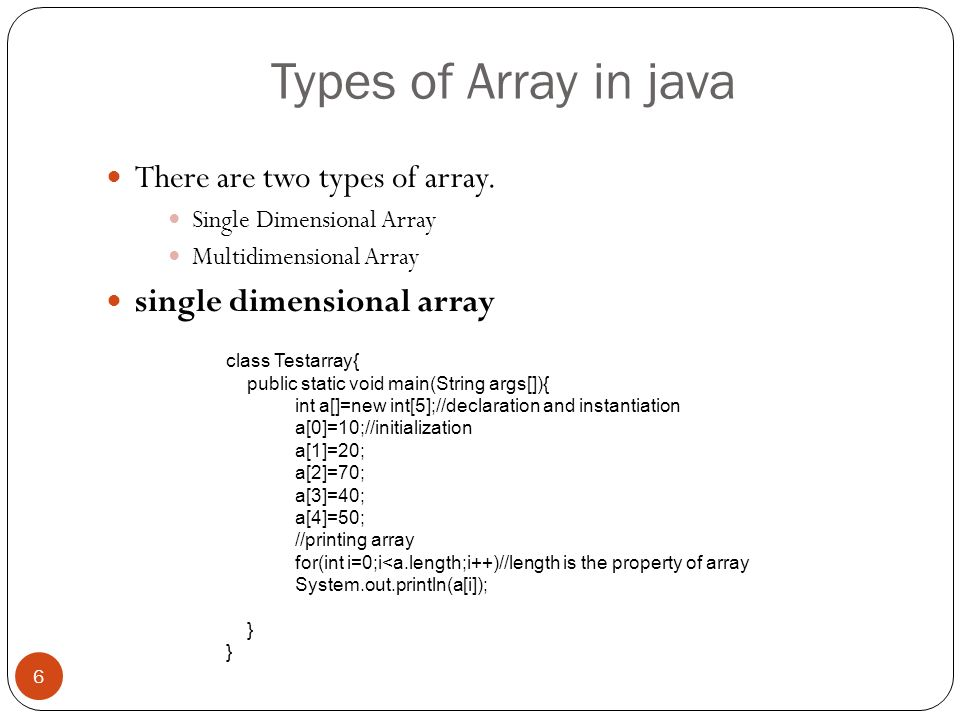 Types of Array in java
There are two types of array.
Single Dimensional Array
Multidimensional Array
single dimensional array
class Testarray{
public static void main(String args[]){
int a[]=new int[5];//declaration and instantiation
a[0]=10;//initialization
a[1]=20;
a[2]=70;
a[3]=40;
a[4]=50;
//printing array
for(int i=0;i<a.length;i++)//length is the property of array
System.out.println(a[i]);
}
}
6